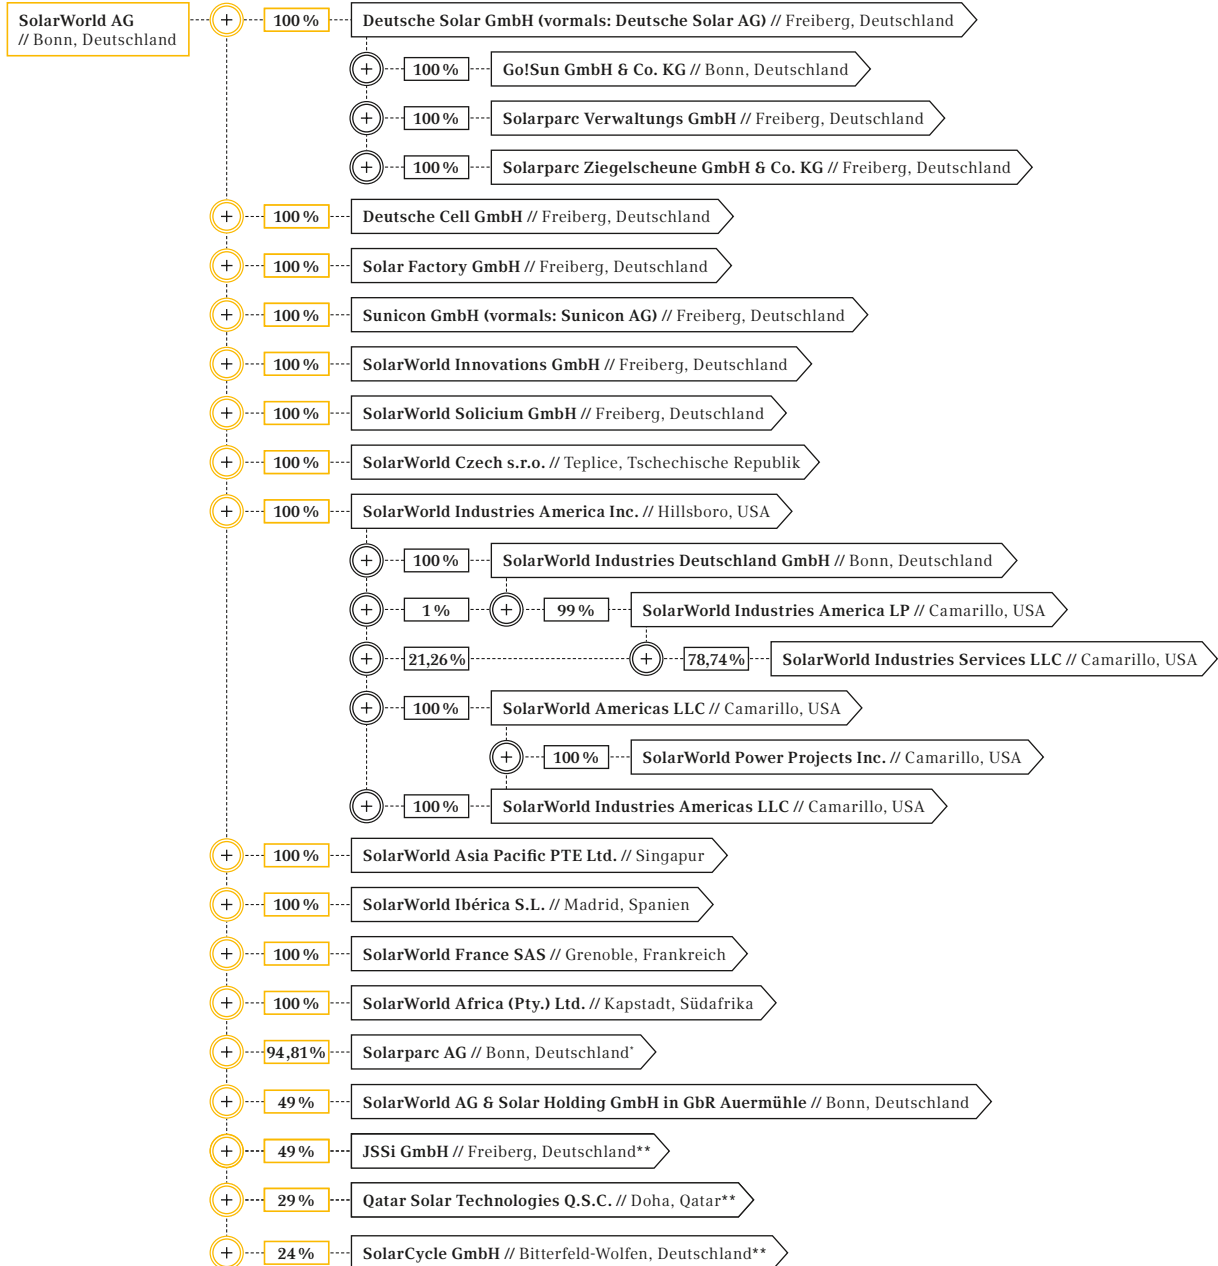 SolarWorld AG
// Bonn, Deutschland
100 % Deutsche Solar GmbH (vormals: Deutsche Solar AG) // Freiberg, Deutschland
100 % Go!Sun GmbH & Co. KG // Bonn, Deutschland
100 % Solarparc Verwaltungs GmbH // Freiberg, Deutschland
100 % Solarparc Ziegelscheune GmbH & Co. KG // Freiberg, Deutschland
100 % Deutsche Cell GmbH // Freiberg, Deutschland
100 % Solar Factory GmbH // Freiberg, Deutschland
100 % Sunicon GmbH (vormals: Sunicon AG) // Freiberg, Deutschland
100 % SolarWorld Innovations GmbH // Freiberg, Deutschland
100 % SolarWorld Solicium GmbH // Freiberg, Deutschland
100 % SolarWorld Czech s.r.o. // Teplice, Tschechische Republik
100 % SolarWorld Industries America Inc. // Hillsboro, USA
100 % SolarWorld Industries Deutschland GmbH // Bonn, Deutschland
1 % 99 % SolarWorld Industries America LP // Camarillo, USA
21,26 % 78,74 % SolarWorld Industries Services LLC // Camarillo, USA
100 % SolarWorld Americas LLC // Camarillo, USA
100 % SolarWorld Power Projects Inc. // Camarillo, USA
100 % SolarWorld Industries Americas LLC // Camarillo, USA
100 % SolarWorld Asia Pacific PTE Ltd. // Singapur
100 % SolarWorld Ibérica S.L. // Madrid, Spanien
100 % SolarWorld France SAS // Grenoble, Frankreich
100 % SolarWorld Africa (Pty.) Ltd. // Kapstadt, Südafrika
94,81% Solarparc AG // Bonn, Deutschland*
49 % SolarWorld AG & Solar Holding GmbH in GbR Auermühle // Bonn, Deutschland
49 % JSSi GmbH // Freiberg, Deutschland**
29 % Qatar Solar Technologies Q.S.C. // Doha, Qatar**
24 % SolarCycle GmbH // Bitterfeld-Wolfen, Deutschland**